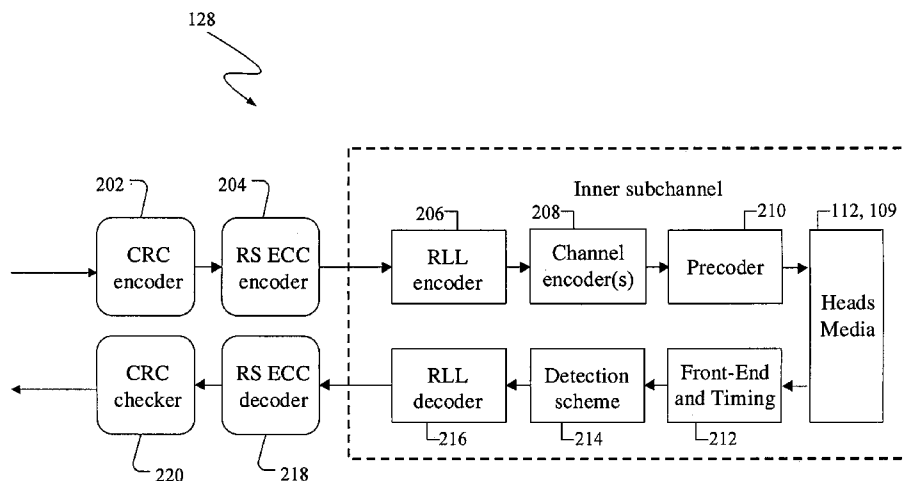 128
202
204
Inner subchannel
206
208
210
112, 109
CRC
encoder
RS ECC
encoder
RLL
encoder
Channel
encoder(s)
Precoder
Heads
Media
CRC
checker
RS ECC
decoder
RLL
decoder
Detection
scheme
Front-End
and Timing
216
214
212
220
218